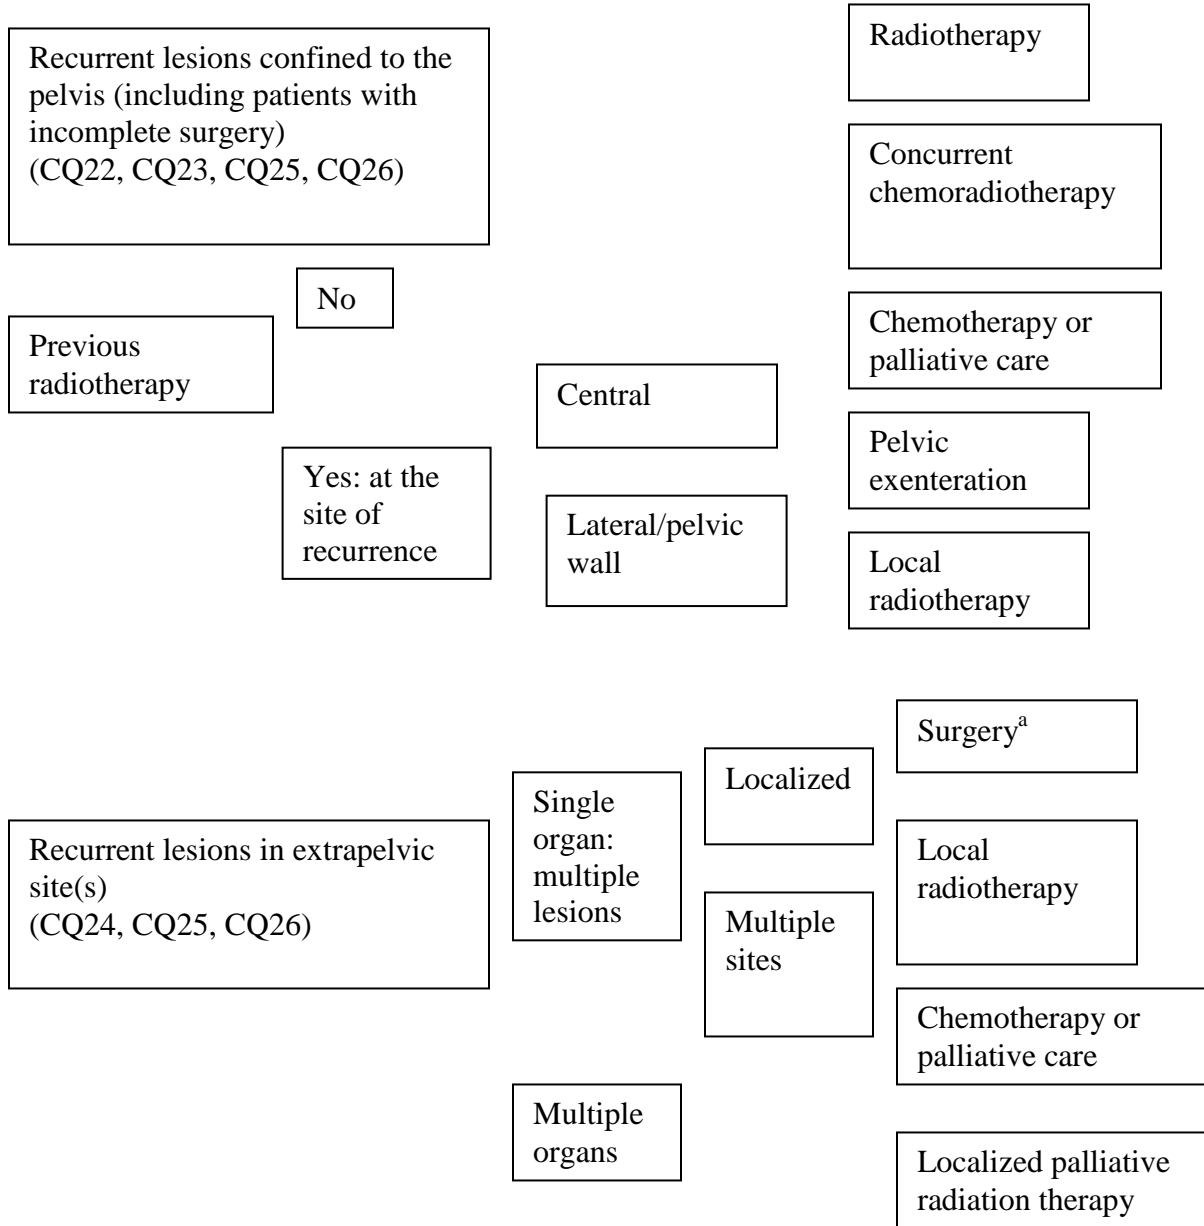 Recurrent lesions confined to the
pelvis (including patients with
incomplete surgery)
(CQ22, CQ23, CQ25, CQ26)
Previous
radiotherapy
No
Yes: at the
site of
recurrence
Central
Lateral/pelvic
wall
Radiotherapy
Concurrent
chemoradiotherapy
Chemotherapy or
palliative care
Pelvic
exenteration
Local
radiotherapy
Recurrent lesions in extrapelvic
site(s)
(CQ24, CQ25, CQ26)
Single
organ:
multiple
lesions
Multiple
organs
Localized
Multiple
sites
Surgeryᵃ
Local
radiotherapy
Chemotherapy or
palliative care
Localized palliative
radiation therapy